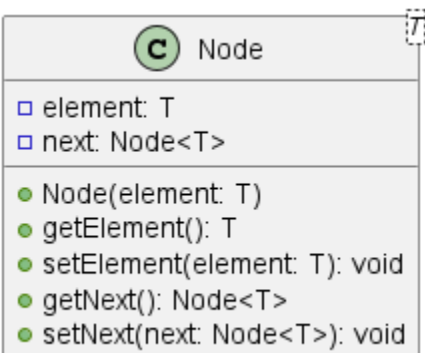 T
C Node
element: T
next: Node<T>
Node(element: T)
getElement(): T
setElement(element: T): void
getNext(): Node<T>
setNext(next: Node<T>): void